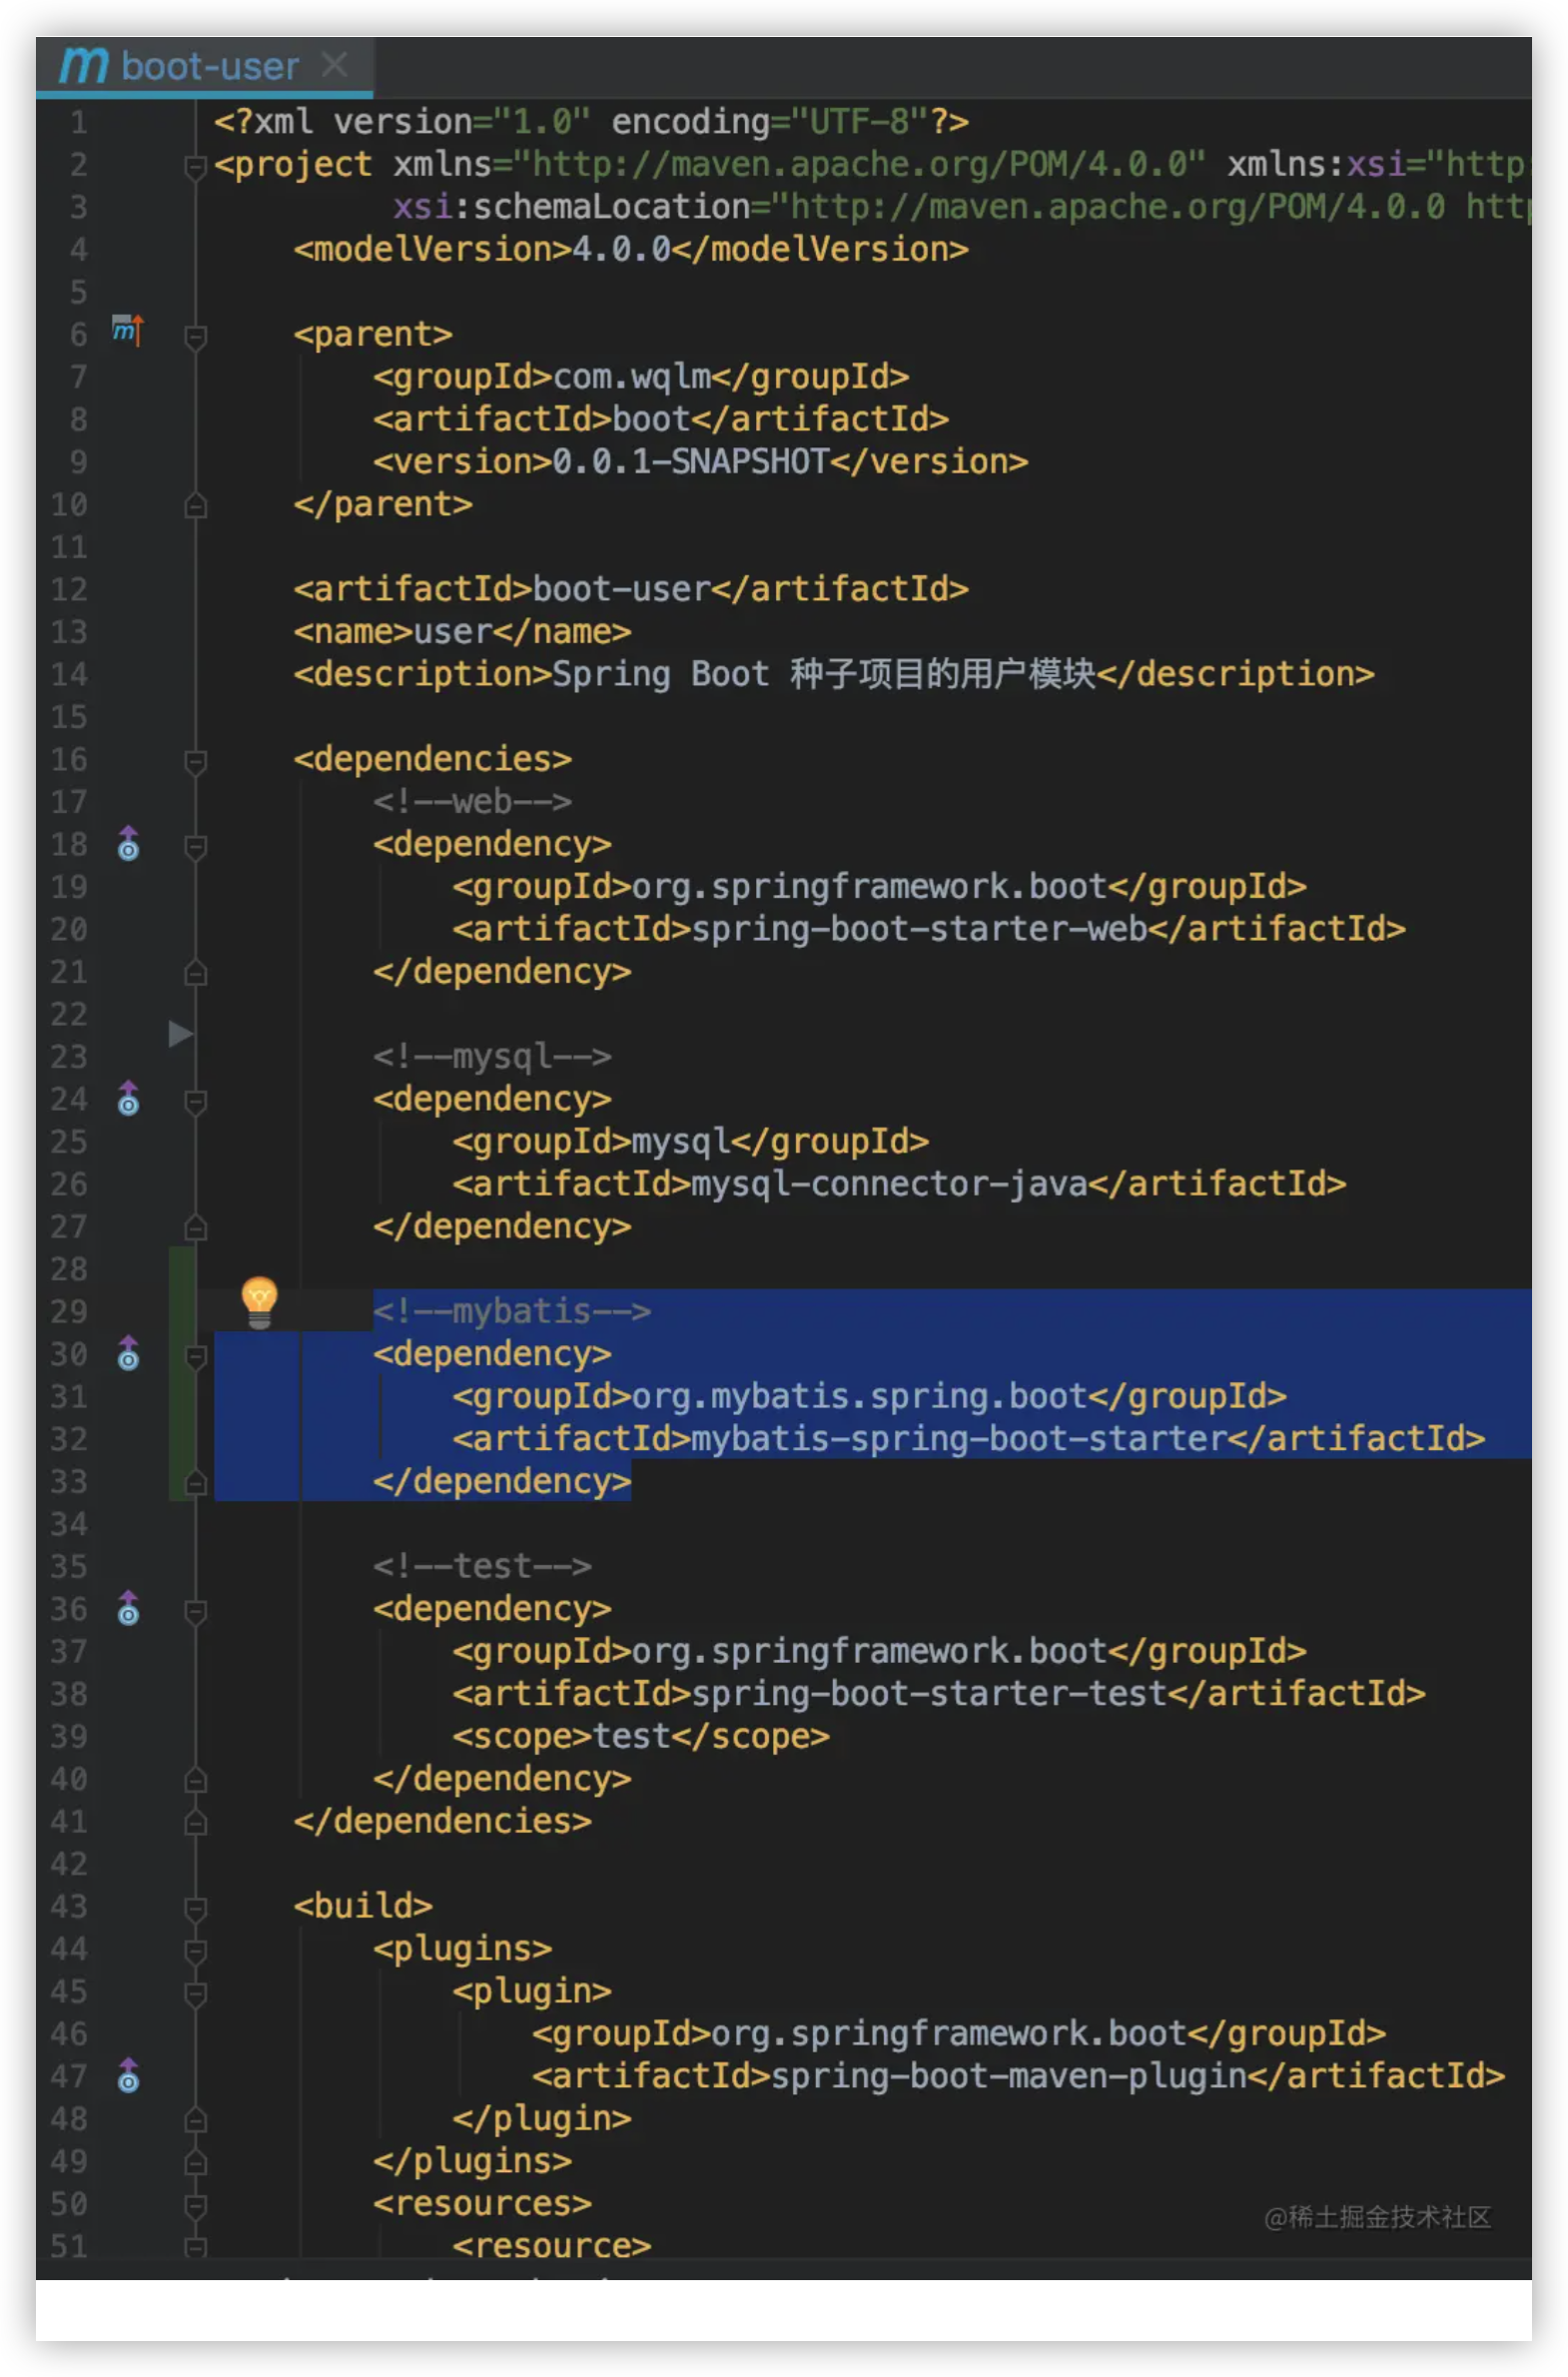 boot-user
1 <?xml version="1.0" encoding="UTF-8"?>
2 <project xmlns="http://maven.apache.org/POM/4.0.0" xmlns:xsi="http:
3 xsi:schemaLocation="http://maven.apache.org/POM/4.0.0 http
4 <modelVersion>4.0.0</modelVersion>
5
6 <parent>
7 <groupId>com.wqlm</groupId>
8 <artifactId>boot</artifactId>
9 <version>0.0.1-SNAPSHOT</version>
10 </parent>
11
12 <artifactId>boot-user</artifactId>
13 <name>user</name>
14 <description>Spring Boot 种子项目的用户模块</description>
15
16 <dependencies>
17 <!--web-->
18 <dependency>
19 <groupId>org.springframework.boot</groupId>
20 <artifactId>spring-boot-starter-web</artifactId>
21 </dependency>
22
23 <!--mysql-->
24 <dependency>
25 <groupId>mysql</groupId>
26 <artifactId>mysql-connector-java</artifactId>
27 </dependency>
28
29 <!--mybatis-->
30 <dependency>
31 <groupId>org.mybatis.spring.boot</groupId>
32 <artifactId>mybatis-spring-boot-starter</artifactId>
33 </dependency>
34
35 <!--test-->
36 <dependency>
37 <groupId>org.springframework.boot</groupId>
38 <artifactId>spring-boot-starter-test</artifactId>
39 <scope>test</scope>
40 </dependency>
41 </dependencies>
42
43 <build>
44 <plugins>
45 <plugin>
46 <groupId>org.springframework.boot</groupId>
47 <artifactId>spring-boot-maven-plugin</artifactId>
48 </plugin>
49 </plugins>
50 <resources>
51 <resource>
@稀土掘金技术社区